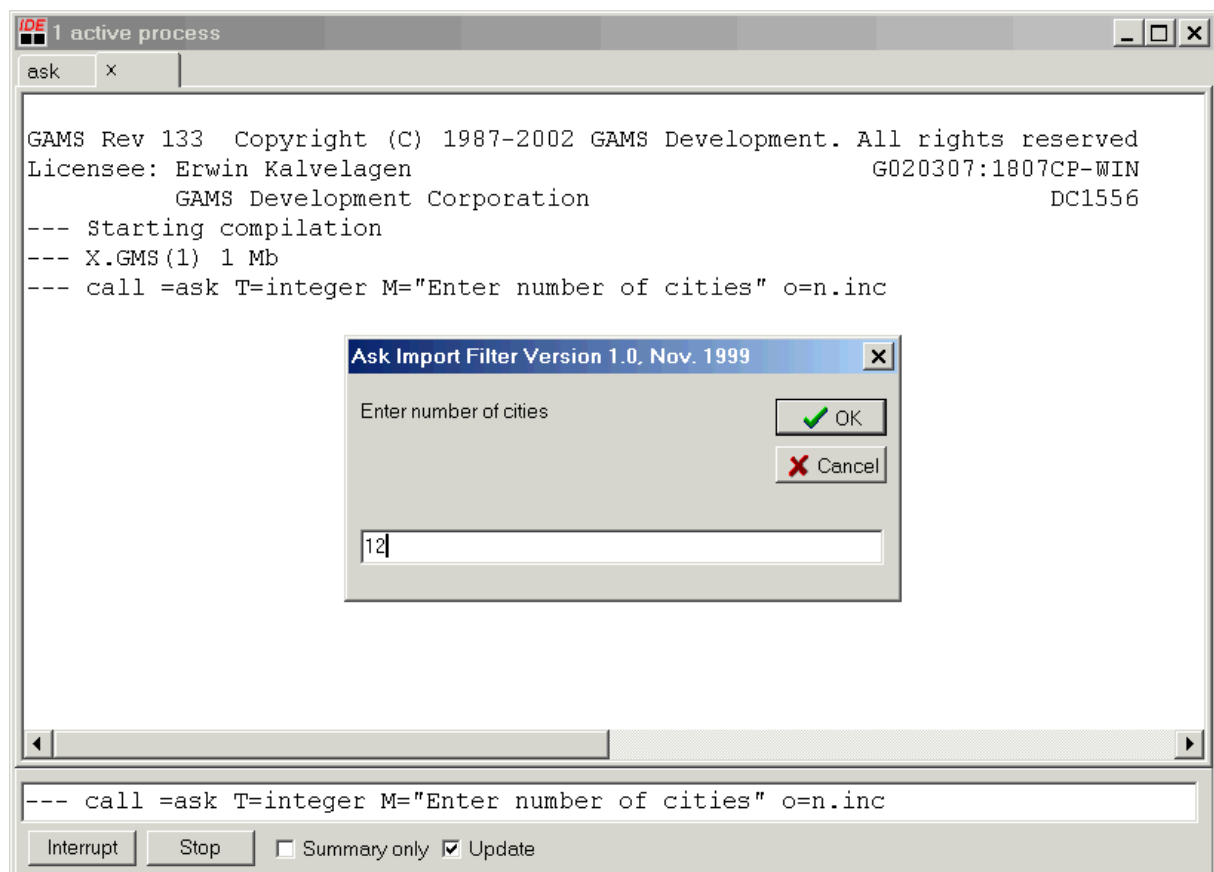 IDE 1 active process
ask x
GAMS Rev 133 Copyright (C) 1987-2002 GAMS Development. All rights reserved
Licensee: Erwin Kalvelagen G020307:1807CP-WIN
GAMS Development Corporation DC1556
--- Starting compilation
--- X.GMS(1) 1 Mb
--- call =ask T=integer M="Enter number of cities" o=n.inc
Ask Import Filter Version 1.0, Nov. 1999
Enter number of cities
OK
Cancel
12
--- call =ask T=integer M="Enter number of cities" o=n.inc
Interrupt Stop Summary only Update